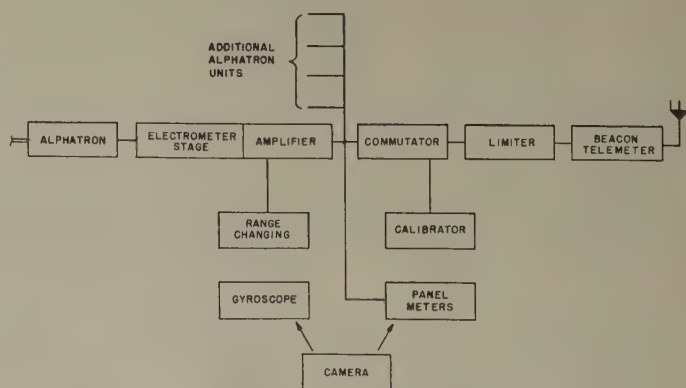 ADDITIONAL
ALPHATRON
UNITS
ALPHATRON
ELECTROMETER
STAGE
AMPLIFIER
COMMUTATOR
LIMITER
BEACON
TELEMETER
RANGE
CHANGING
CALIBRATOR
GYROSCOPE
PANEL
METERS
CAMERA